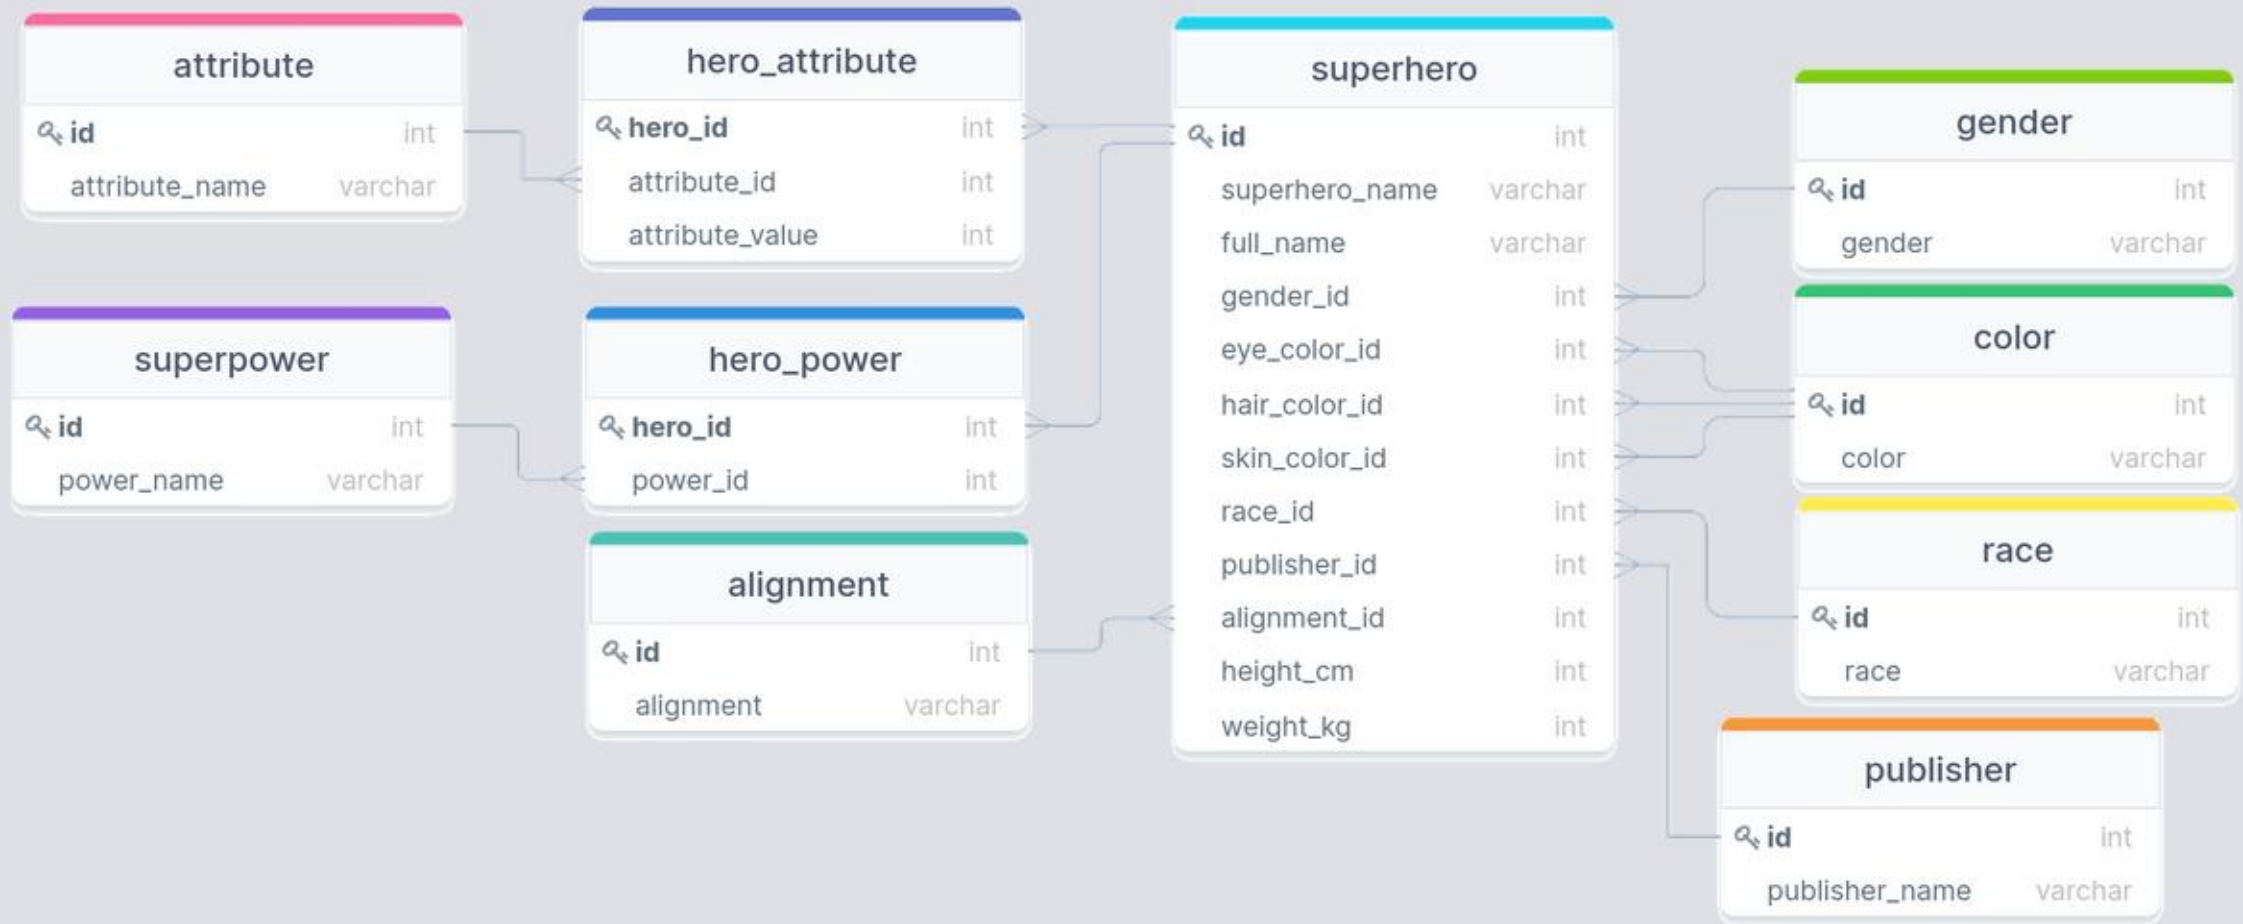 attribute
id int
attribute_name varchar
hero_attribute
hero_id int
attribute_id int
attribute_value int
superhero
id int
superhero_name varchar
full_name varchar
gender_id int
eye_color_id int
hair_color_id int
skin_color_id int
race_id int
publisher_id int
alignment_id int
height_cm int
weight_kg int
gender
id int
gender varchar
color
id int
color varchar
superpower
id int
power_name varchar
hero_power
hero_id int
power_id int
alignment
id int
alignment varchar
race
id int
race varchar
publisher
id int
publisher_name varchar